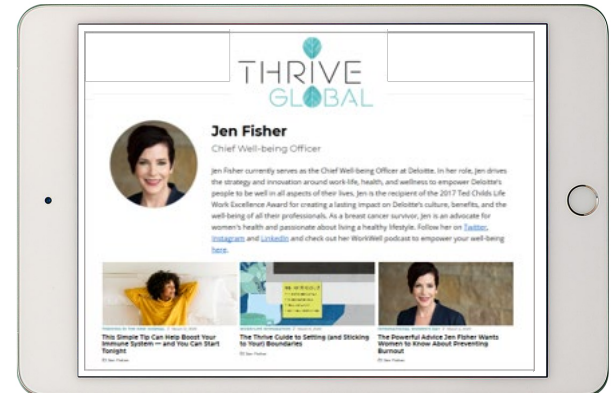 THRIVE
GLOBAL
Jen Fisher
Chief Well-being Officer
Jen Fisher currently serves as the Chief Well-being Officer at Deloitte. In her role, Jen drives
the strategy and innovation around work-life, health, and wellness to empower Deloitte's
people to be well in all aspects of their lives. Jen is the recipient of the 2017 Ted Childs Life
Work Excellence Award for creating a lasting impact on Deloitte's culture, benefits, and the
well-being of all their professionals. As a breast cancer survivor, Jen is an advocate for
women's health and passionate about living a healthy lifestyle. Follow her on Twitter,
Instagram and LinkedIn and check out her WorkWell podcast to empower your well-being
here.
This Simple Tip Can Help Boost Your
Immune System — and You Can Start
Tonight
Jen Fisher
The Thrive Guide to Setting (and Sticking
to Your) Boundaries
Jen Fisher
The Powerful Advice Jen Fisher Wants
Women to Know About Preventing
Burnout
Jen Fisher